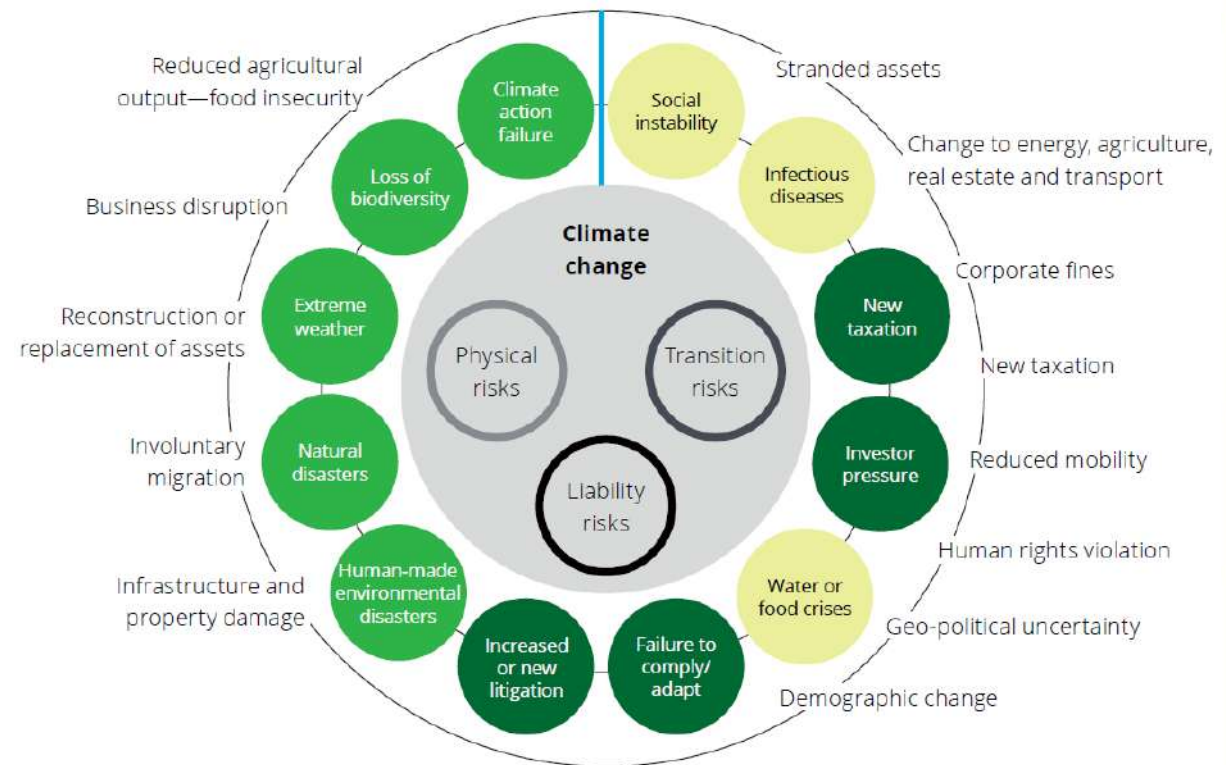 Reduced agricultural
output—food insecurity
Business disruption
Reconstruction or
replacement of assets
Involuntary
migration
Infrastructure and
property damage
Climate
action
failure
Loss of
biodiversity
Extreme
weather
Natural
disasters
Human-made
environmental
disasters
Increased
or new
litigation
Failure to
comply/
adapt
Water or
food crises
Investor
pressure
New
taxation
Infectious
diseases
Social
instability
Climate
change
Physical
risks
Transition
risks
Liability
risks
Stranded assets
Change to energy, agriculture,
real estate and transport
Corporate fines
New taxation
Reduced mobility
Human rights violation
Geo-political uncertainty
Demographic change